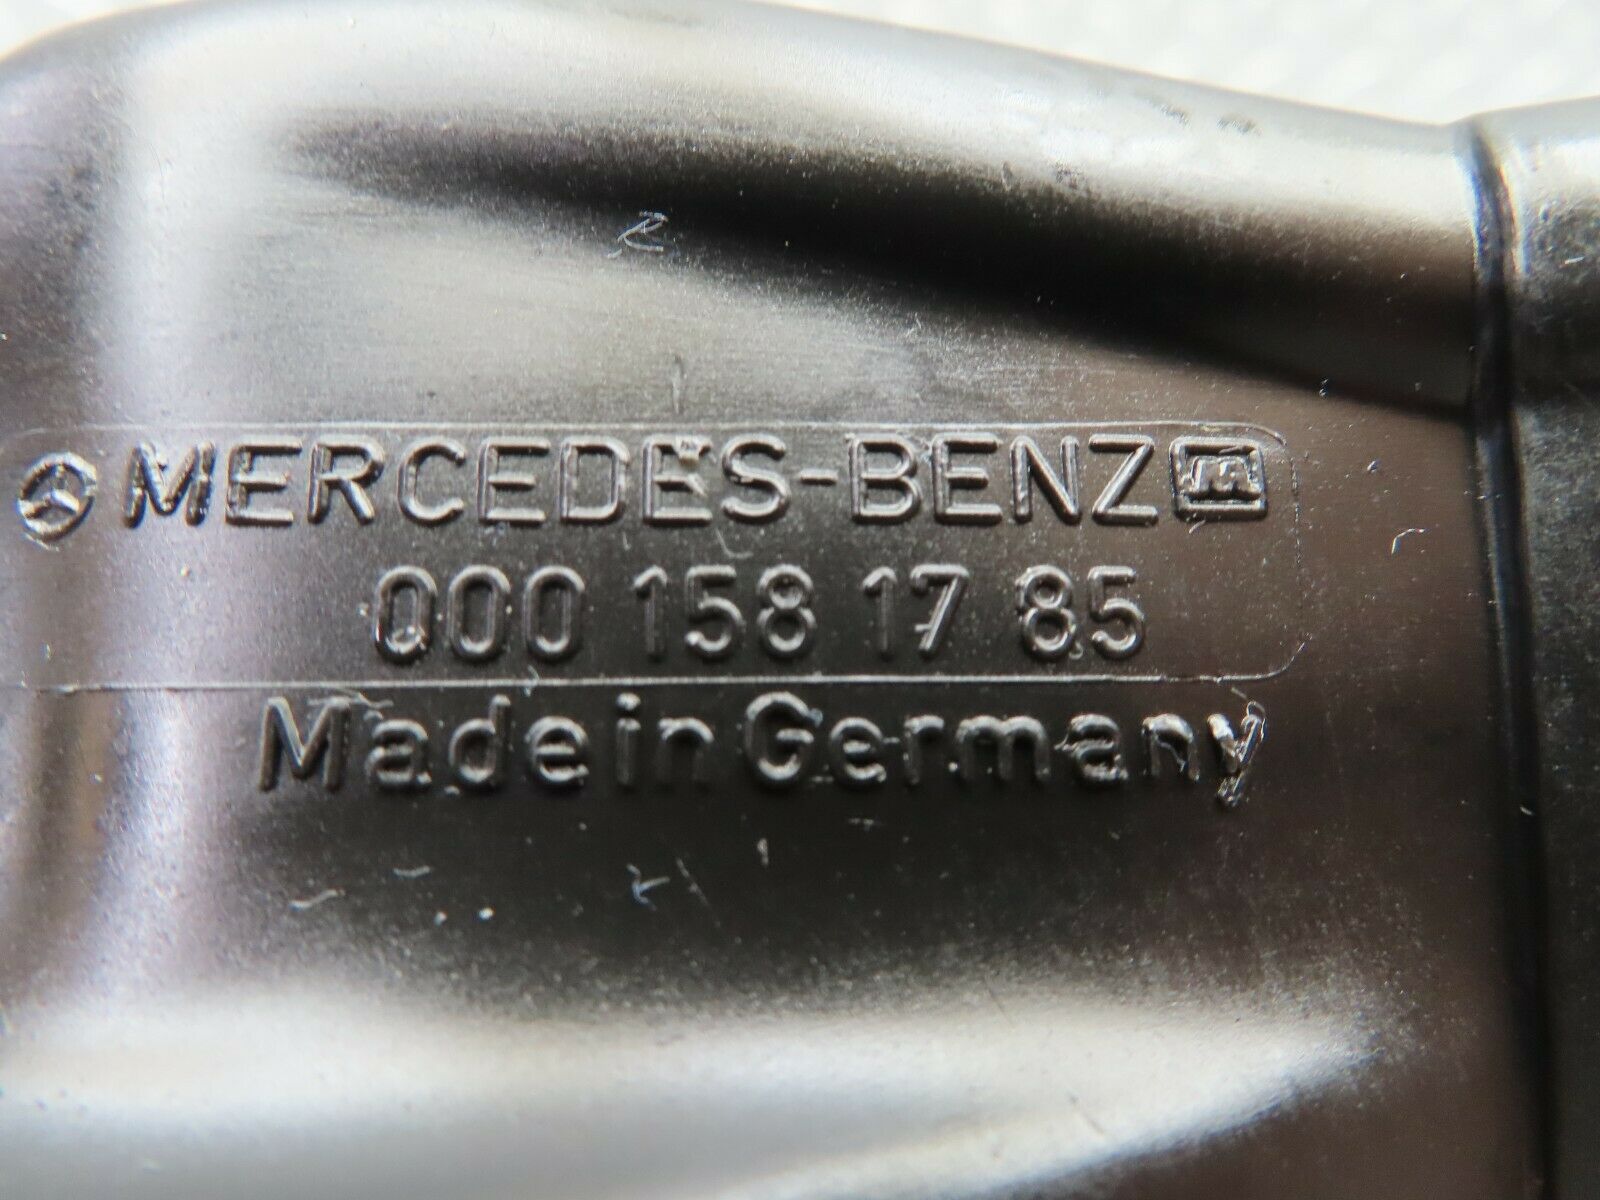 MERCEDES-BENZ M
000 158 17 85
Made in Germany